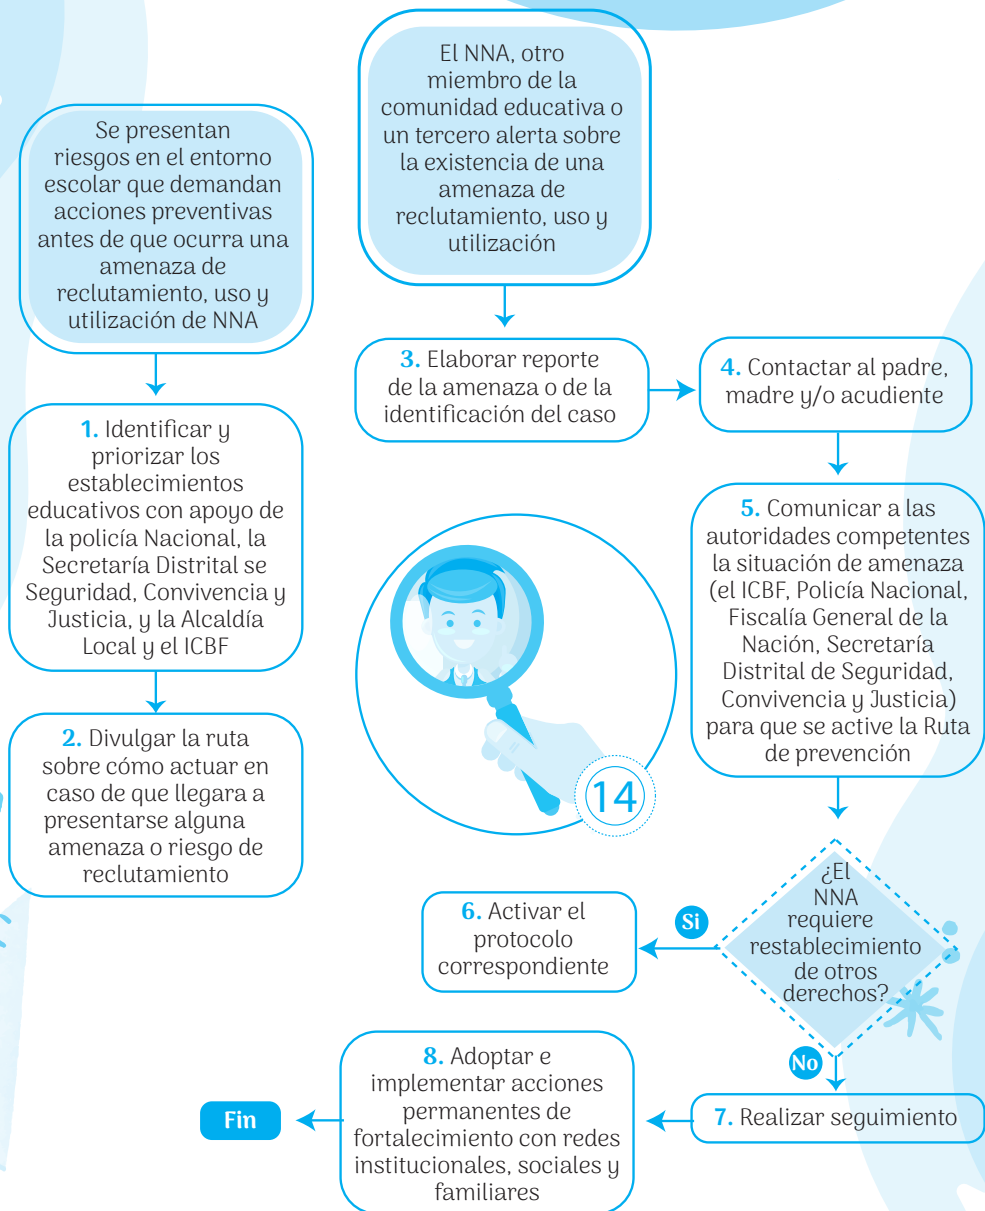 Se presentan
riesgos en el entorno
escolar que demandan
acciones preventivas
antes de que ocurra una
amenaza de
reclutamiento, uso y
utilización de NNA
1. Identificar y
priorizar los
establecimientos
educativos con apoyo de
la policía Nacional, la
Secretaría Distrital se
Seguridad, Convivencia y
Justicia, y la Alcaldía
Local y el ICBF
2. Divulgar la ruta
sobre cómo actuar en
caso de que llegara a
presentarse alguna
amenaza o riesgo de
reclutamiento
El NNA, otro
miembro de la
comunidad educativa o
un tercero alerta sobre
la existencia de una
amenaza de
reclutamiento, uso y
utilización
3. Elaborar reporte
de la amenaza o de la
identificación del caso
4. Contactar al padre,
madre y/o acudiente
5. Comunicar a las
autoridades competentes
la situación de amenaza
(el ICBF, Policía Nacional,
Fiscalía General de la
Nación, Secretaría
Distrital de Seguridad,
Convivencia y Justicia)
para que se active la Ruta
de prevención
14
¿El
NNA
requiere
restablecimiento
de otros
derechos?
Si
6. Activar el
protocolo
correspondiente
No
7. Realizar seguimiento
8. Adoptar e
implementar acciones
permanentes de
fortalecimiento con redes
institucionales, sociales y
familiares
Fin